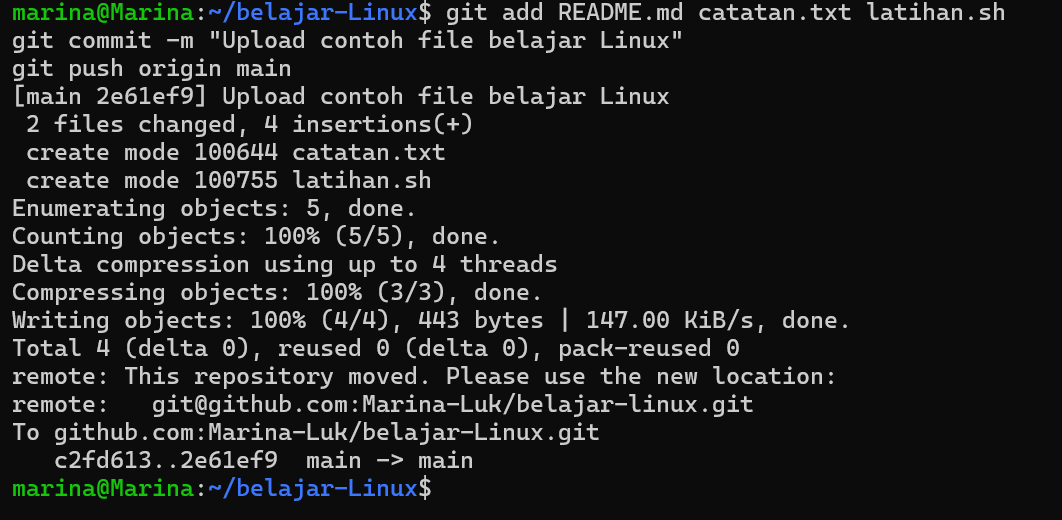 marina@Marina:~/belajar-Linux$ git add README.md catatan.txt latihan.sh
git commit -m "Upload contoh file belajar Linux"
git push origin main
[main 2e61ef9] Upload contoh file belajar Linux
 2 files changed, 4 insertions(+)
 create mode 100644 catatan.txt
 create mode 100755 latihan.sh
Enumerating objects: 5, done.
Counting objects: 100% (5/5), done.
Delta compression using up to 4 threads
Compressing objects: 100% (3/3), done.
Writing objects: 100% (4/4), 443 bytes | 147.00 KiB/s, done.
Total 4 (delta 0), reused 0 (delta 0), pack-reused 0
remote: This repository moved. Please use the new location:
remote:   git@github.com:Marina-Luk/belajar-linux.git
To github.com:Marina-Luk/belajar-Linux.git
   c2fd613..2e61ef9  main -> main
marina@Marina:~/belajar-Linux$